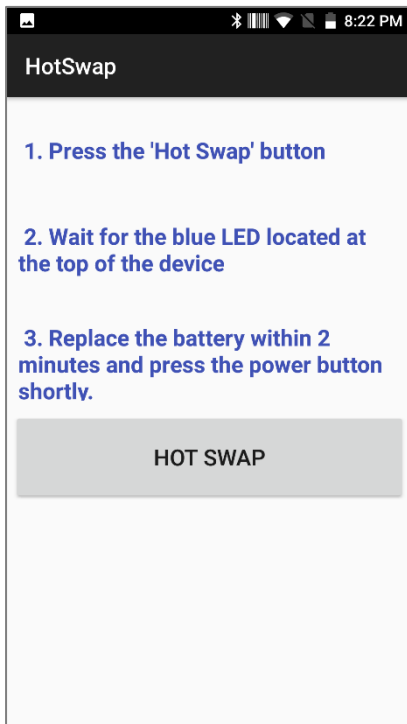 8:22 PM
HotSwap
1. Press the 'Hot Swap' button
2. Wait for the blue LED located at
the top of the device
3. Replace the battery within 2
minutes and press the power button
shortly.
HOT SWAP